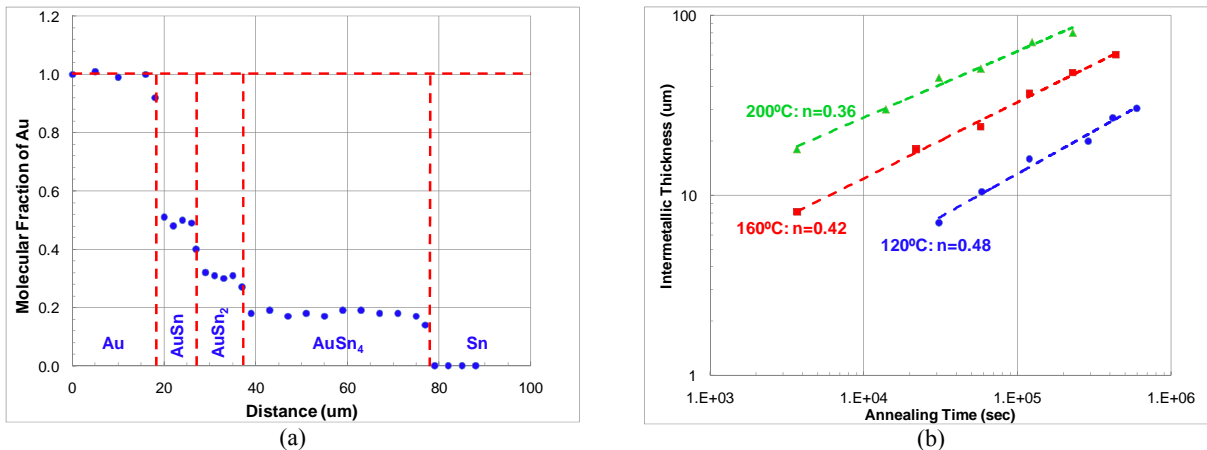 1.2
1.0
0.8
0.6
0.4
0.2
0.0
Molecular Fraction of Au
Au
AuSn
AuSn₂
AuSn₄
Sn
0
20
40
60
80
100
Distance (um)
(a)
100
10
1
Intermetallic Thickness (um)
200ºC: n=0.36
160ºC: n=0.42
120ºC: n=0.48
1.E+03
1.E+04
1.E+05
1.E+06
Annealing Time (sec)
(b)